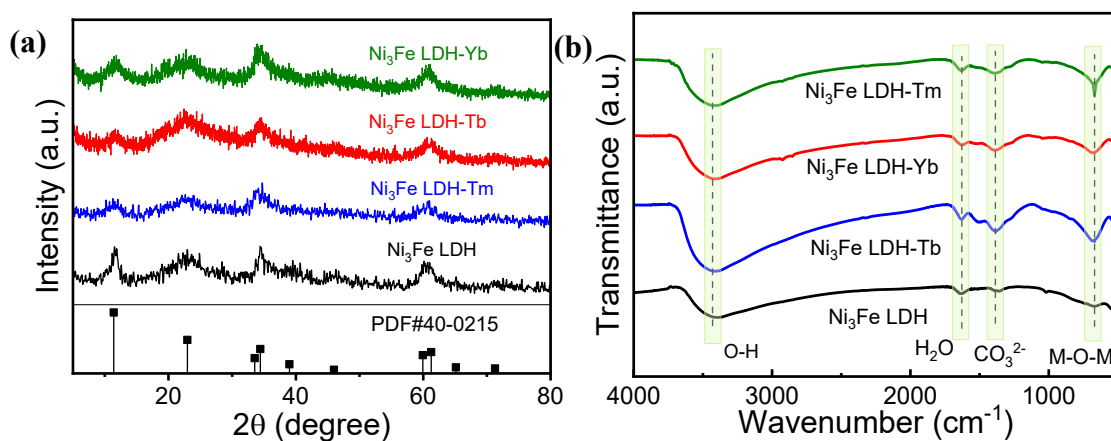 (a)
Intensity (a.u.)
Ni₃Fe LDH-Yb
Ni₃Fe LDH-Tb
Ni₃Fe LDH-Tm
Ni₃Fe LDH
PDF#40-0215
20 40 60 80
2θ (degree)
(b)
Transmittance (a.u.)
Ni₃Fe LDH-Tm
Ni₃Fe LDH-Yb
Ni₃Fe LDH-Tb
Ni₃Fe LDH
O-H
H₂O
CO₃²⁻
M-O-M
4000 3000 2000 1000
Wavenumber (cm⁻¹)